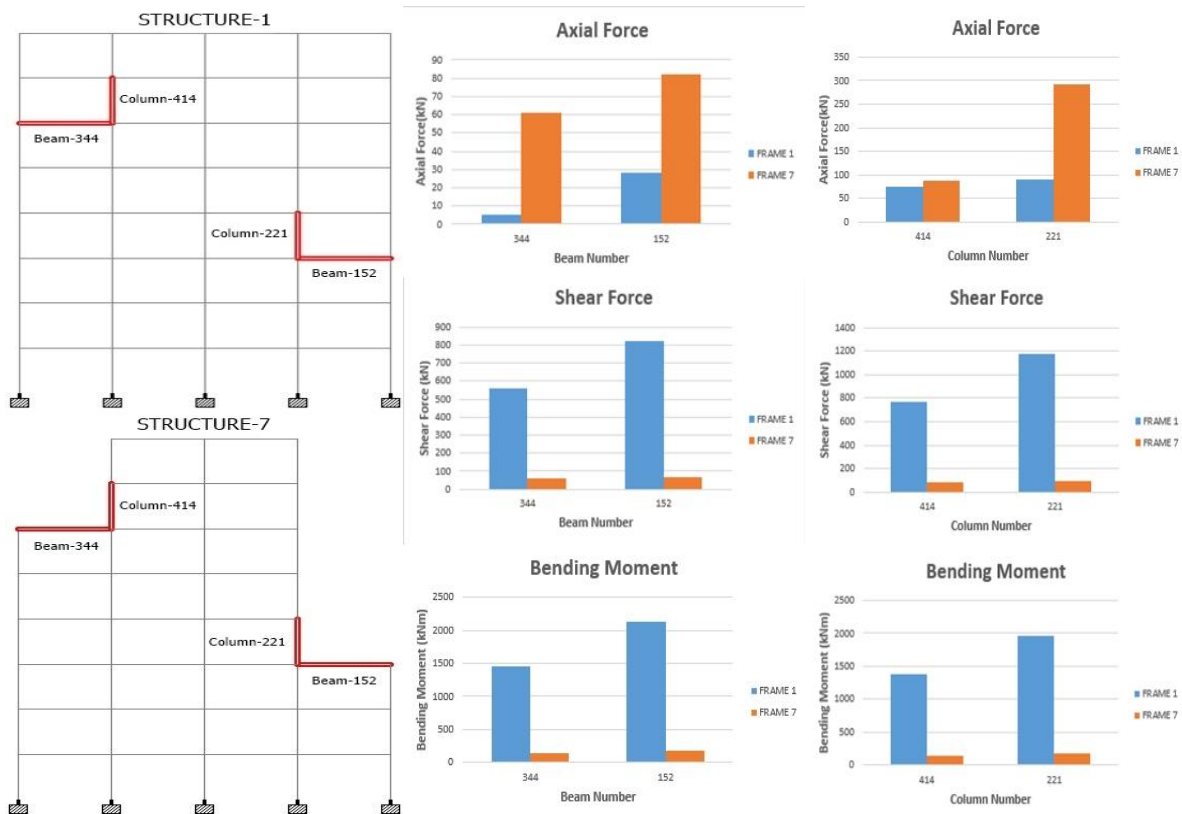 STRUCTURE-1
Column-414
Beam-344
Column-221
Beam-152
STRUCTURE-7
Column-414
Beam-344
Column-221
Beam-152
Axial Force
Axial Force(kN)
90
80
70
60
50
40
30
20
10
0
344 152
Beam Number
FRAME 1
FRAME 7
Axial Force
Axial Force(kN)
350
300
250
200
150
100
50
0
414 221
Column Number
FRAME 1
FRAME 7
Shear Force
Shear Force (kN)
900
800
700
600
500
400
300
200
100
0
344 152
Beam Number
FRAME 1
FRAME 7
Shear Force
Shear Force (kN)
1400
1200
1000
800
600
400
200
0
414 221
Column Number
FRAME 1
FRAME 7
Bending Moment
Bending Moment (kNm)
2500
2000
1500
1000
500
0
344 152
Beam Number
FRAME 1
FRAME 7
Bending Moment
Bending Moment (kNm)
2500
2000
1500
1000
500
0
414 221
Column Number
FRAME 1
FRAME 7